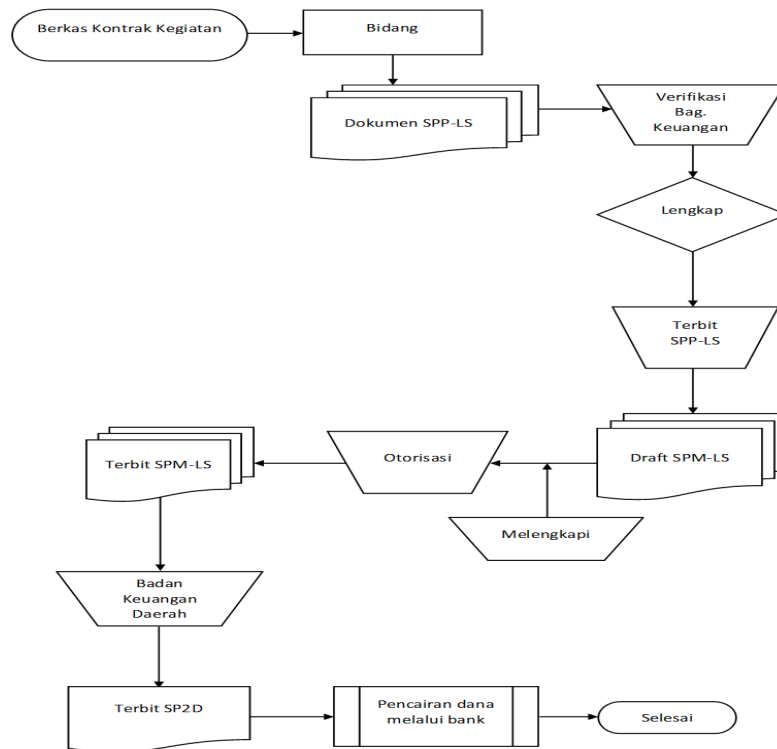 Berkas Kontrak Kegiatan
Bidang
Dokumen SPP-LS
Verifikasi
Bag.
Keuangan
Lengkap
Terbit
SPP-LS
Draft SPM-LS
Melengkapi
Otorisasi
Terbit SPM-LS
Badan
Keuangan
Daerah
Terbit SP2D
Pencairan dana
melalui bank
Selesai